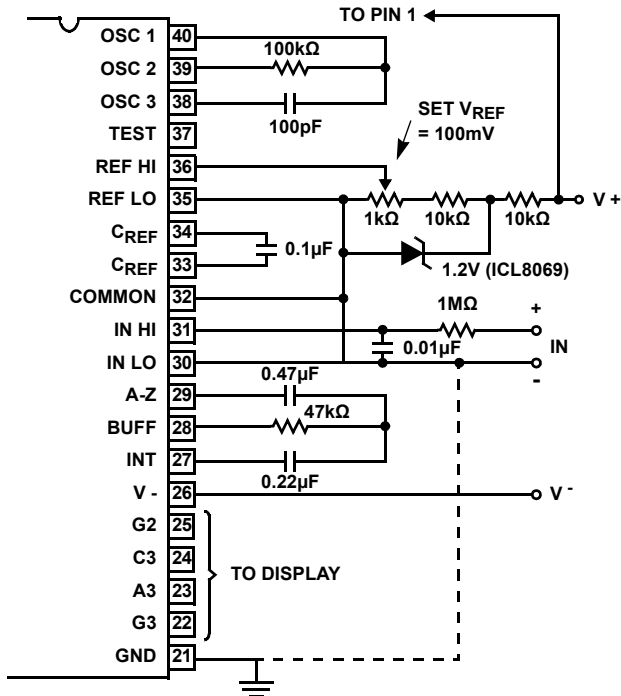 TO PIN 1
OSC 1 40
100kΩ
OSC 2 39
OSC 3 38
100pF
SET VREF
= 100mV
TEST 37
REF HI 36
REF LO 35
V +
1kΩ 10kΩ 10kΩ
CREF 34
0.1µF
CREF 33
1.2V (ICL8069)
COMMON 32
1MΩ
+
IN HI 31
0.01µF
IN
IN LO 30
-
0.47µF
A-Z 29
47kΩ
BUFF 28
INT 27
0.22µF
V - 26
V -
G2 25
C3 24
TO DISPLAY
A3 23
G3 22
GND 21